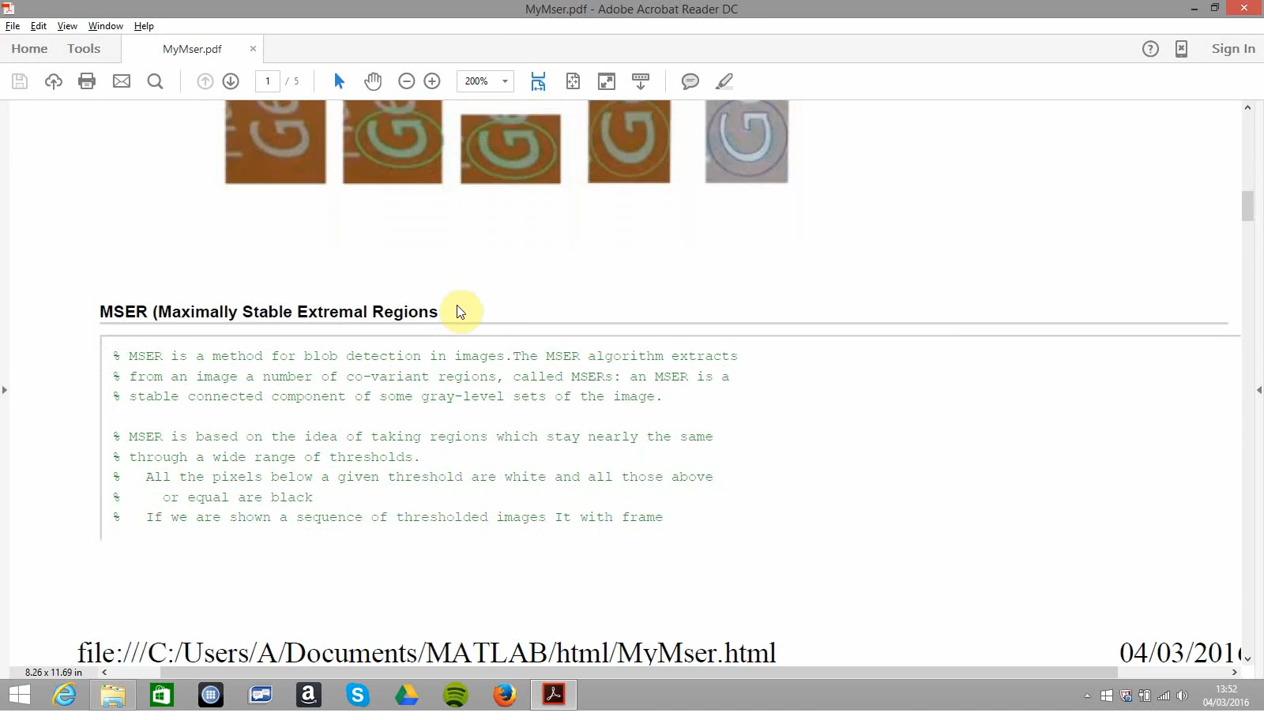 MyMser.pdf - Adobe Acrobat Reader DC
File Edit View Window Help
Home Tools MyMser.pdf × Sign In
1 / 5 200%
Ge Ge G G G
MSER (Maximally Stable Extremal Regions
% MSER is a method for blob detection in images.The MSER algorithm extracts
% from an image a number of co-variant regions, called MSERs: an MSER is a
% stable connected component of some gray-level sets of the image.
% MSER is based on the idea of taking regions which stay nearly the same
% through a wide range of thresholds.
% All the pixels below a given threshold are white and all those above
% or equal are black
% If we are shown a sequence of thresholded images It with frame
file:///C:/Users/A/Documents/MATLAB/html/MyMser.html 04/03/2016
8.26 x 11.69 in
13:52
04/03/2016